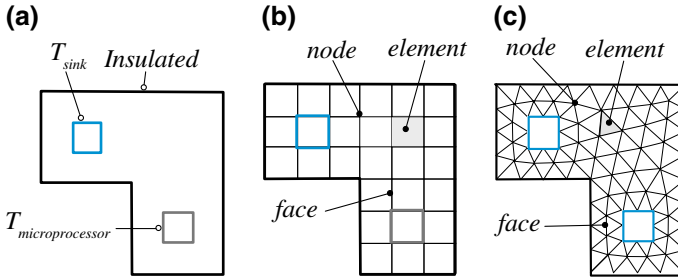 (a)
T_sink
Insulated
T_microprocessor
(b)
node
element
face
(c)
node
element
face